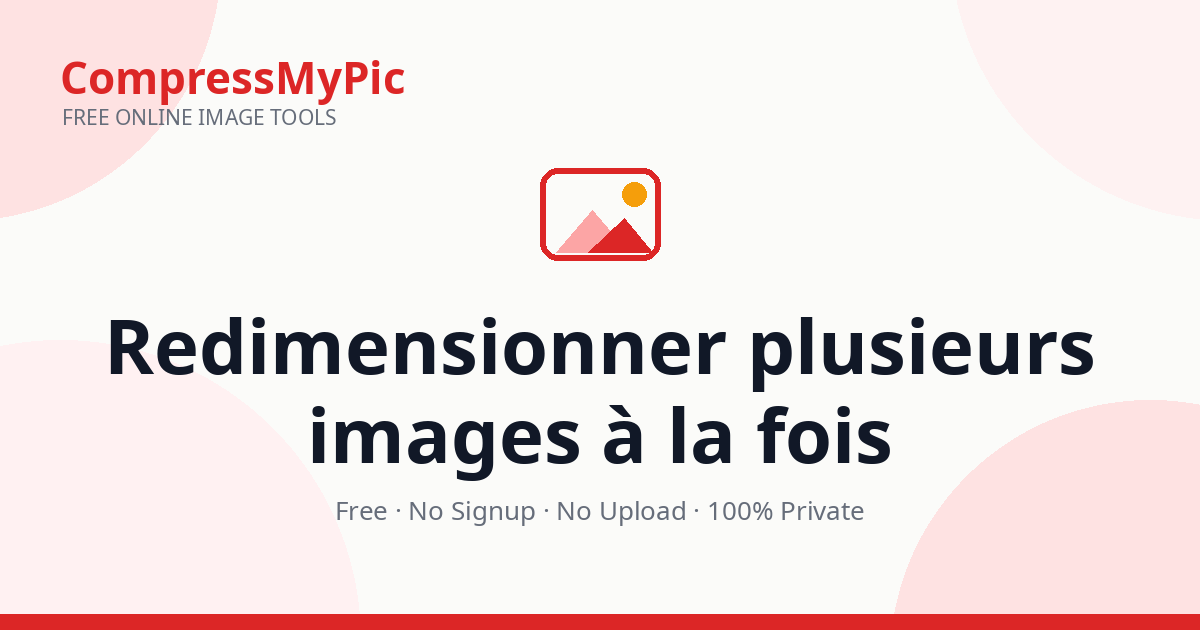 CompressMyPic
FREE ONLINE IMAGE TOOLS
Redimensionner plusieurs
images à la fois
Free · No Signup · No Upload · 100% Private